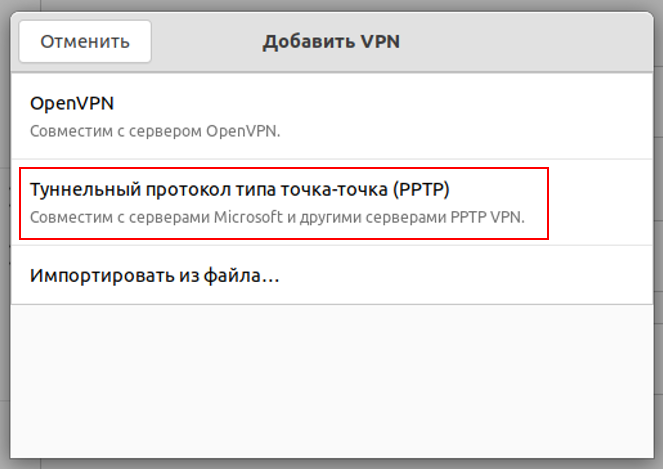 Отменить
Добавить VPN
OpenVPN
Совместим с сервером OpenVPN.
Туннельный протокол типа точка-точка (PPTP)
Совместим с серверами Microsoft и другими серверами PPTP VPN.
Импортировать из файла…